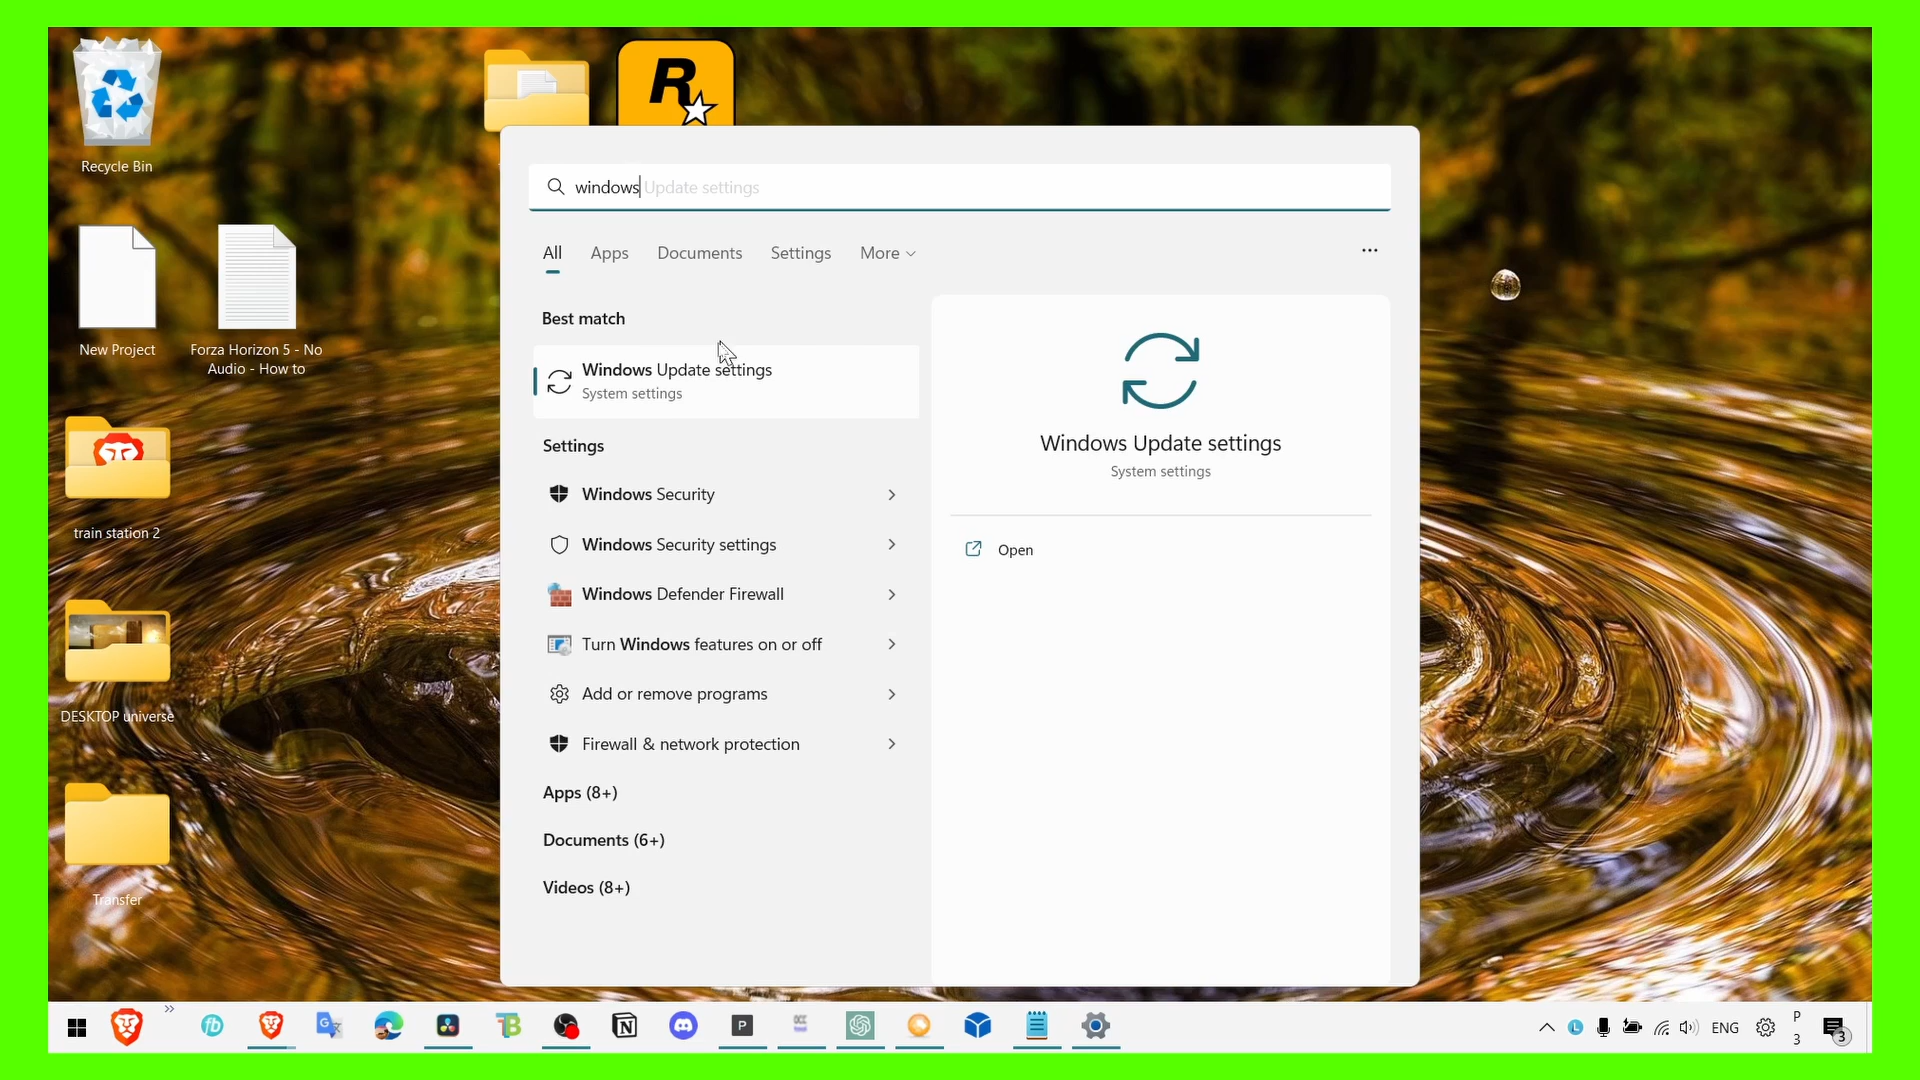 Recycle Bin
New Project
Forza Horizon 5 - No
Audio - How to
train station 2
DESKTOP universe
Transfer
R
windows Update settings
All Apps Documents Settings More
Best match
Windows Update settings
System settings
Settings
Windows Security
Windows Security settings
Windows Defender Firewall
Turn Windows features on or off
Add or remove programs
Firewall & network protection
Apps (8+)
Documents (6+)
Videos (8+)
Windows Update settings
System settings
Open
ENG
P
3
3